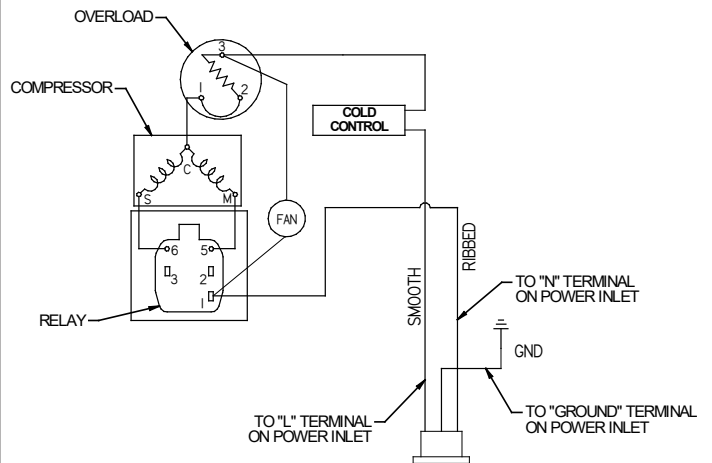 OVERLOAD
3
1
2
COMPRESSOR
COLD
CONTROL
C
S
M
FAN
6
5
3
2
1
RELAY
SMOOTH
RIBBED
TO "N" TERMINAL
ON POWER INLET
GND
TO "L" TERMINAL
ON POWER INLET
TO "GROUND" TERMINAL
ON POWER INLET